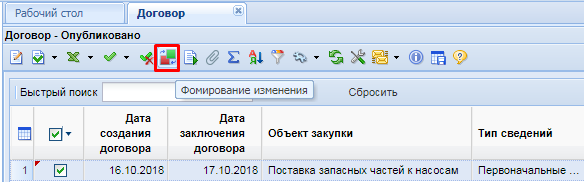 Рабочий стол
Договор
Договор - Опубликовано
Фомирование изменения
Быстрый поиск
Сбросить
Дата создания договора
Дата заключения договора
Объект закупки
Тип сведений
1
16.10.2018
17.10.2018
Поставка запасных частей к насосам
Первоначальные ...